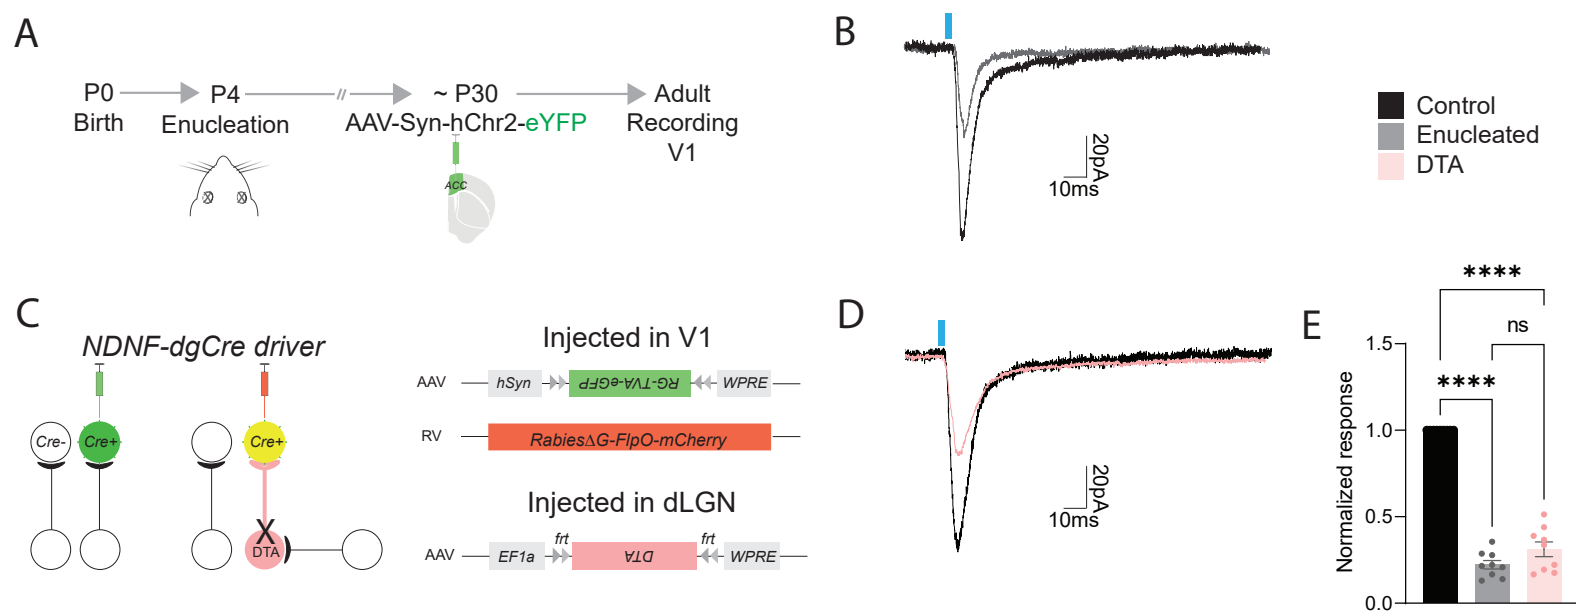 A
P0
Birth
P4
Enucleation
//
~ P30
AAV-Syn-hChr2-eYFP
ACC
Adult
Recording
V1
B
20pA
10ms
Control
Enucleated
DTA
C
NDNF-dgCre driver
Cre-
Cre+
Cre+
X
DTA
Injected in V1
AAV
hSyn
RG-TVA-eGFP
WPRE
RV
Rabies∆G-FlpO-mCherry
Injected in dLGN
AAV
EF1a
frt
DTA
frt
WPRE
D
20pA
10ms
E
Normalized response
1.5
1.0
0.5
0.0
****
ns
****